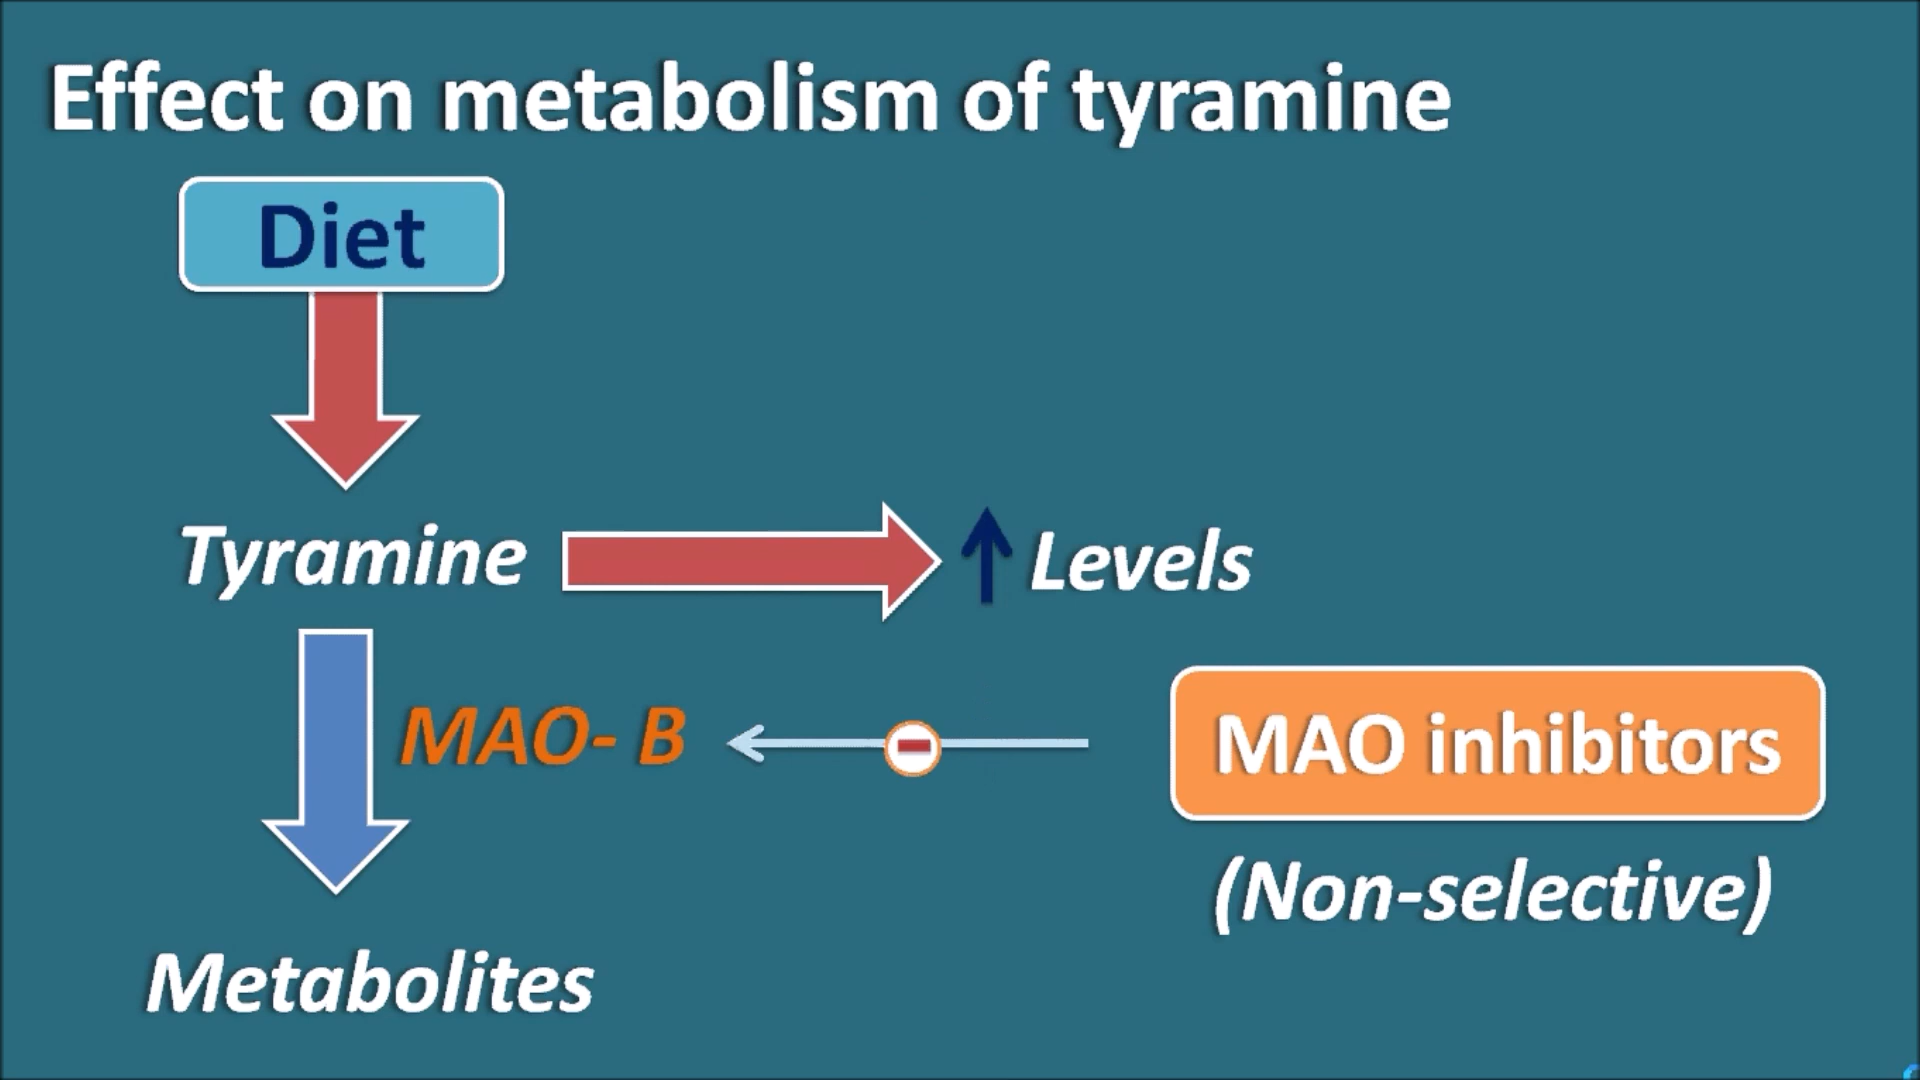 Effect on metabolism of tyramine
Diet
Tyramine
↑ Levels
MAO- B
MAO inhibitors
(Non-selective)
Metabolites